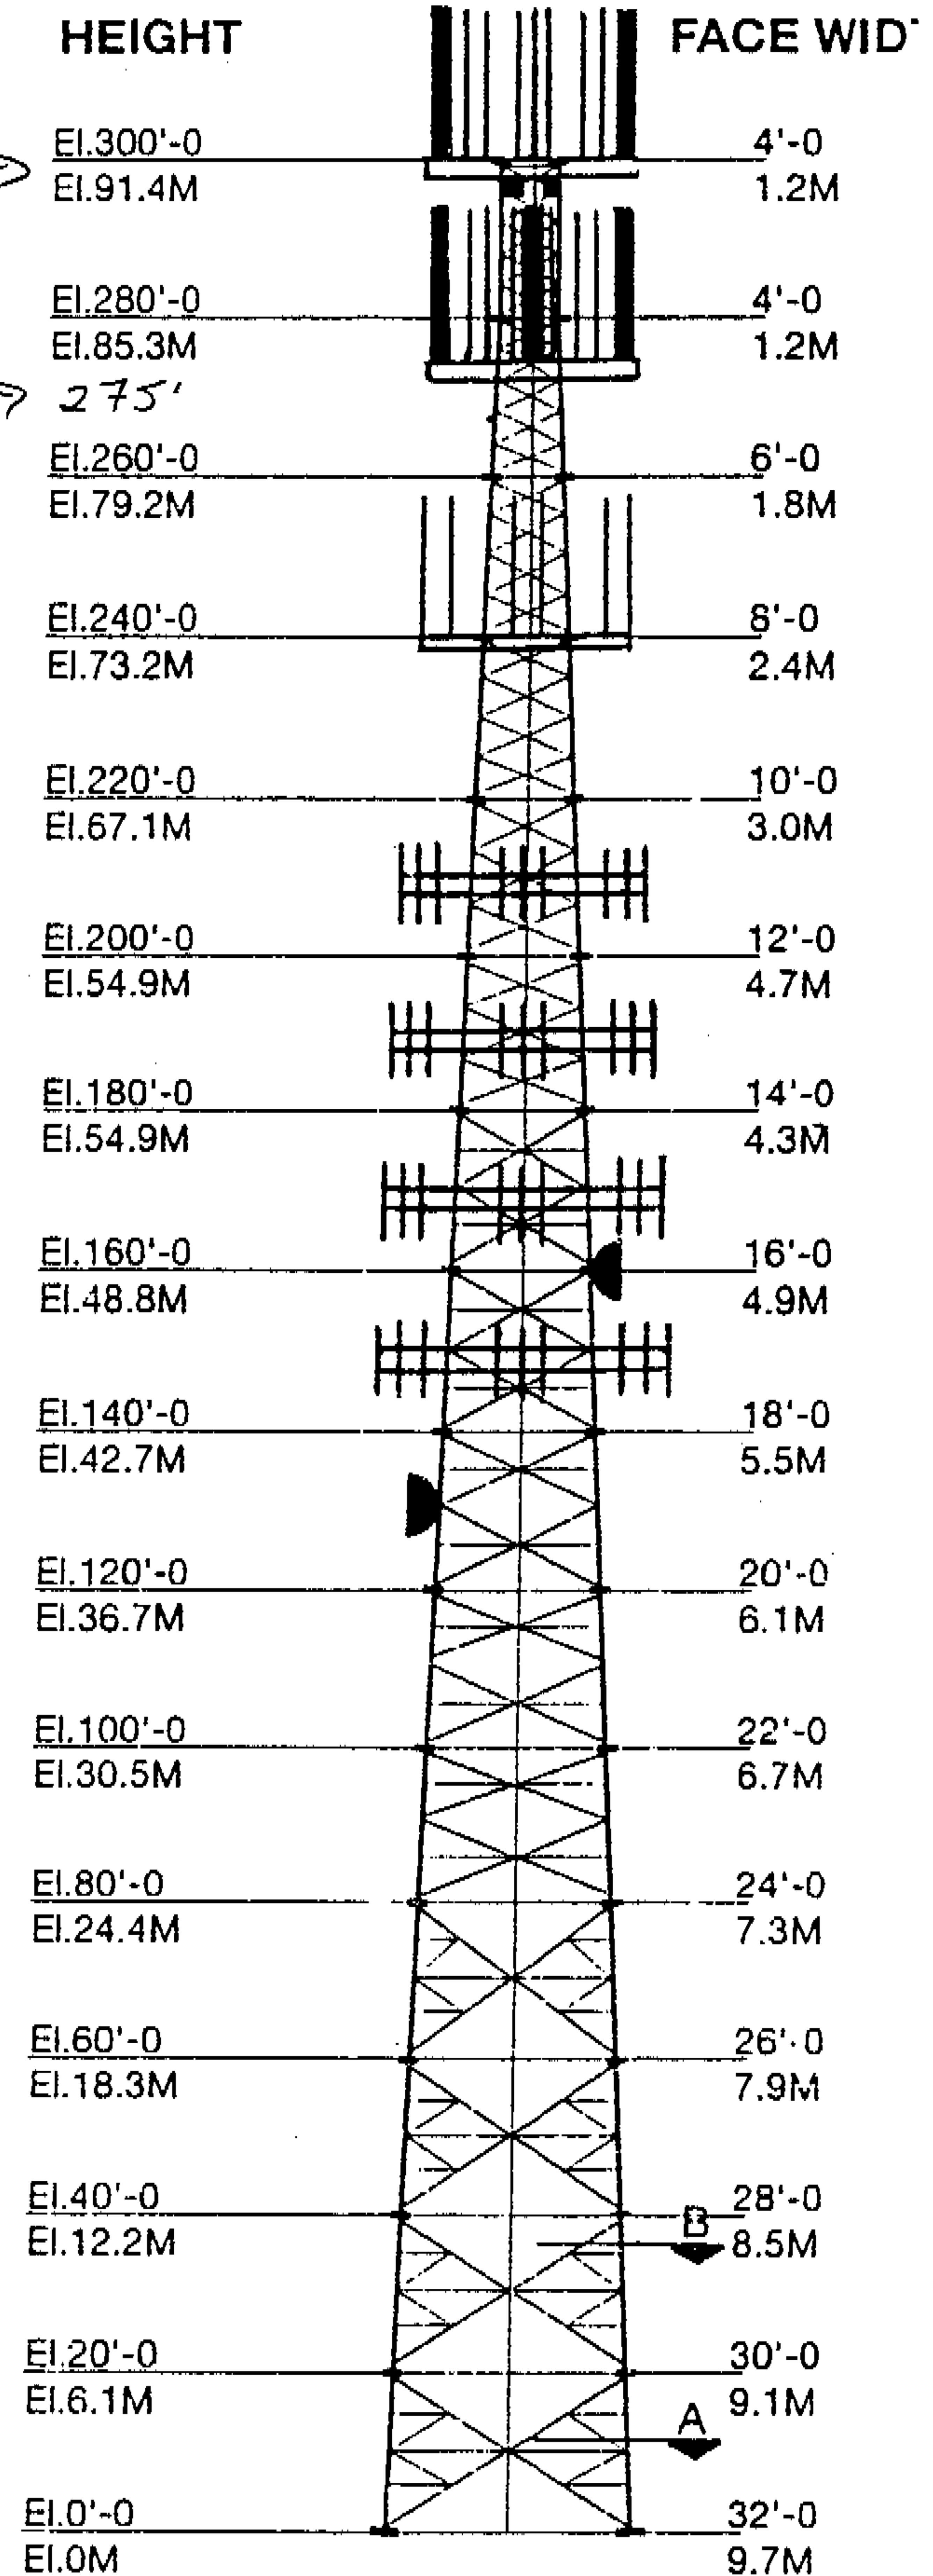 HEIGHT FACE WID
El.300'-0 4'-0
El.91.4M 1.2M
El.280'-0 4'-0
El.85.3M 1.2M
275'
El.260'-0 6'-0
El.79.2M 1.8M
El.240'-0 8'-0
El.73.2M 2.4M
El.220'-0 10'-0
El.67.1M 3.0M
El.200'-0 12'-0
El.54.9M 4.7M
El.180'-0 14'-0
El.54.9M 4.3M
El.160'-0 16'-0
El.48.8M 4.9M
El.140'-0 18'-0
El.42.7M 5.5M
El.120'-0 20'-0
El.36.7M 6.1M
El.100'-0 22'-0
El.30.5M 6.7M
El.80'-0 24'-0
El.24.4M 7.3M
El.60'-0 26'-0
El.18.3M 7.9M
El.40'-0 28'-0
B
El.12.2M 8.5M
El.20'-0 30'-0
El.6.1M 9.1M
A
El.0'-0 32'-0
El.0M 9.7M